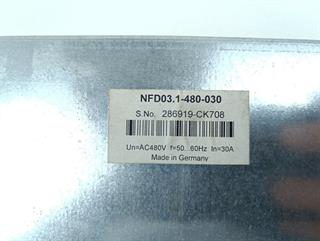 NFD03.1-480-030
S.No. 286919-CK708
Un=AC480V f=50...60Hz In=30A
Made in Germany